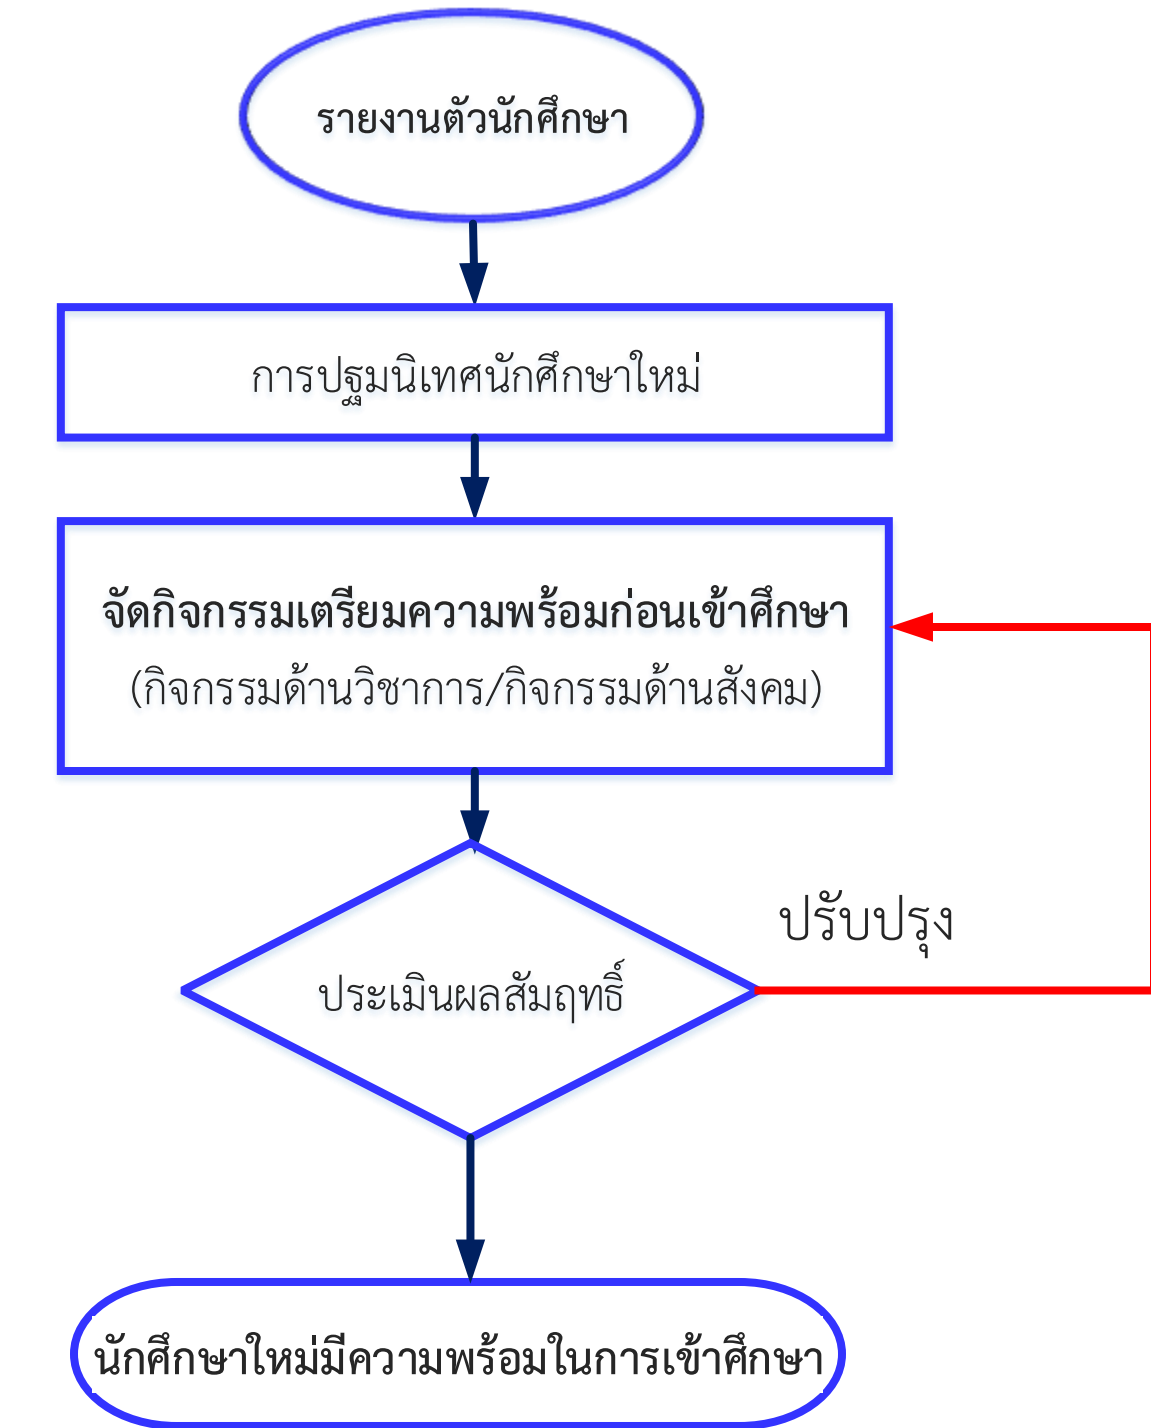 รายงานตัวนักศึกษา
การปฐมนิเทศนักศึกษาใหม่
จัดกิจกรรมเตรียมความพร้อมก่อนเข้าศึกษา
(กิจกรรมด้านวิชาการ/กิจกรรมด้านสังคม)
ปรับปรุง
ประเมินผลสัมฤทธิ์
นักศึกษาใหม่มีความพร้อมในการเข้าศึกษา